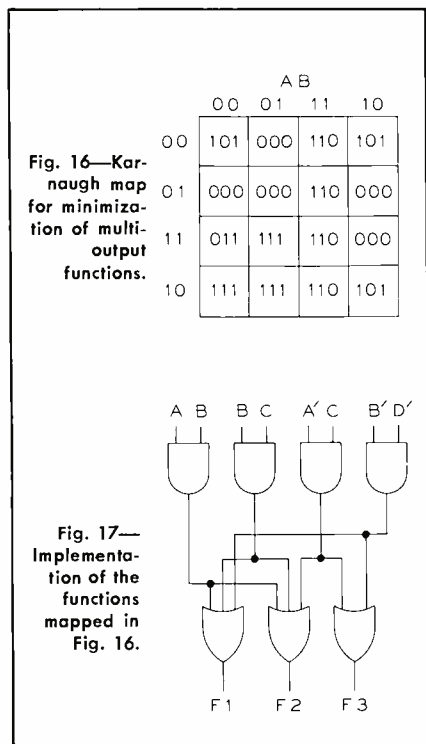 A B
00 01 11 10
00 101 000 110 101
Fig. 16—Kar-
naugh map
for minimiza-
tion of multi-
output
functions.
01 000 000 110 000
11 011 111 110 000
10 111 111 110 101
A B B C A' C B' D'
Fig. 17—
Implementa-
tion of the
functions
mapped in
Fig. 16.
F1 F2 F3